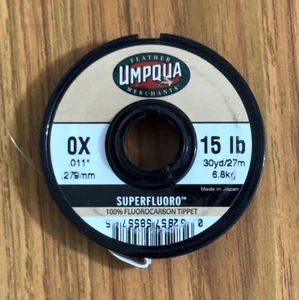 FEATHER
UMPQUA
MERCHANTS
0X
.011"
.279mm
15 lb
30yd/27m
6.8kg
Made in Japan
SUPERFLUORO™
100% FLUOROCARBON TIPPET